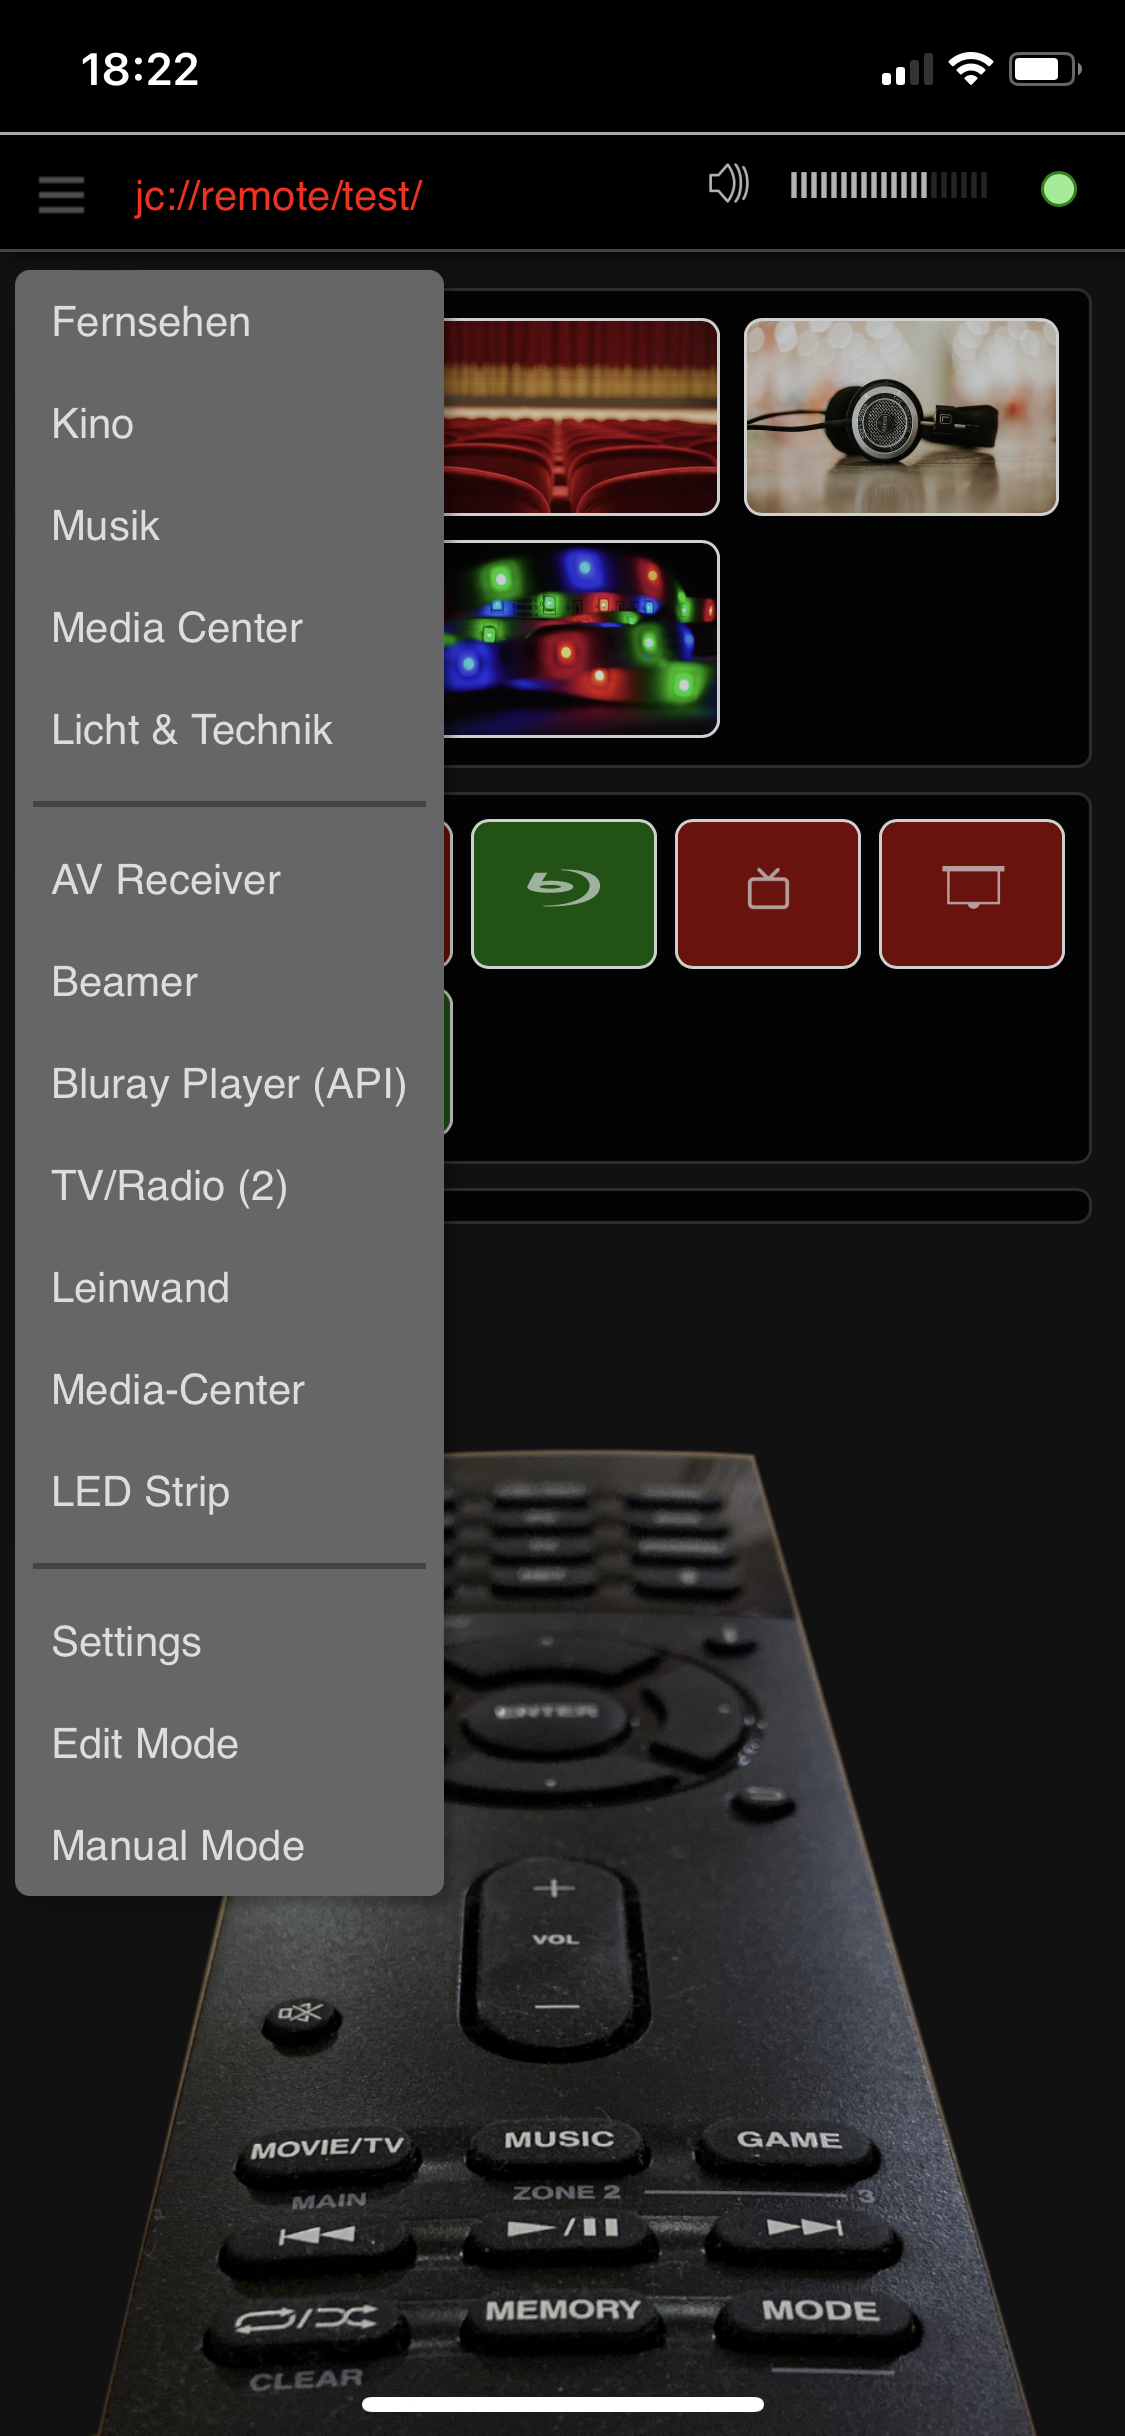 18:22
jc://remote/test/
Fernsehen
Kino
Musik
Media Center
Licht & Technik
AV Receiver
Beamer
Bluray Player (API)
TV/Radio (2)
Leinwand
Media-Center
LED Strip
Settings
Edit Mode
Manual Mode
ENTER
+
VOL
—
MOVIE/TV MUSIC GAME
MAIN ZONE 2 3
MEMORY MODE
CLEAR